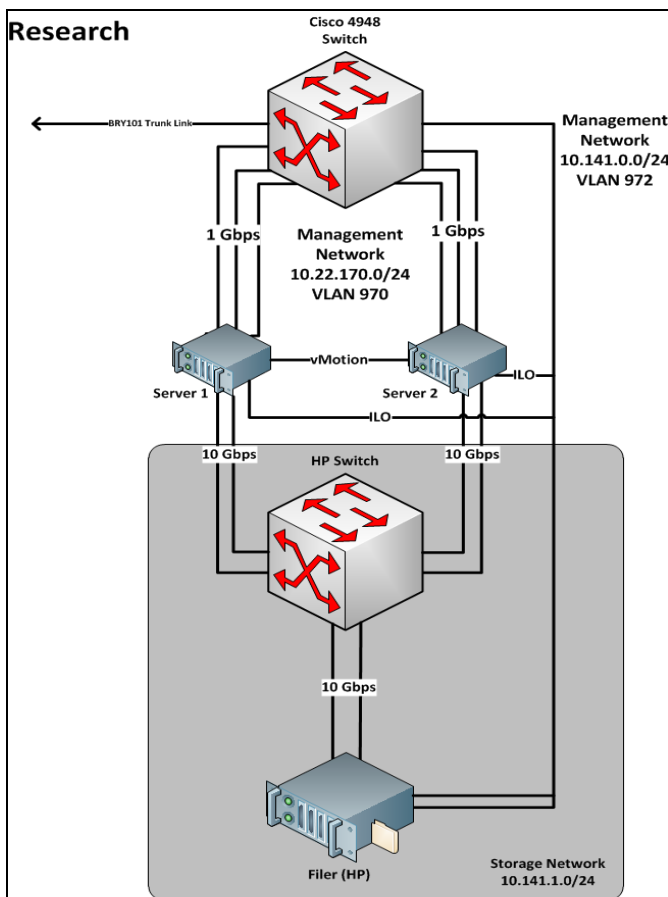 Research
Cisco 4948
Switch
BRY101 Trunk Link
Management
Network
10.141.0.0/24
VLAN 972
1 Gbps
Management
Network
10.22.170.0/24
VLAN 970
1 Gbps
vMotion
Server 1
Server 2
ILO
ILO
10 Gbps
HP Switch
10 Gbps
10 Gbps
Filer (HP)
Storage Network
10.141.1.0/24